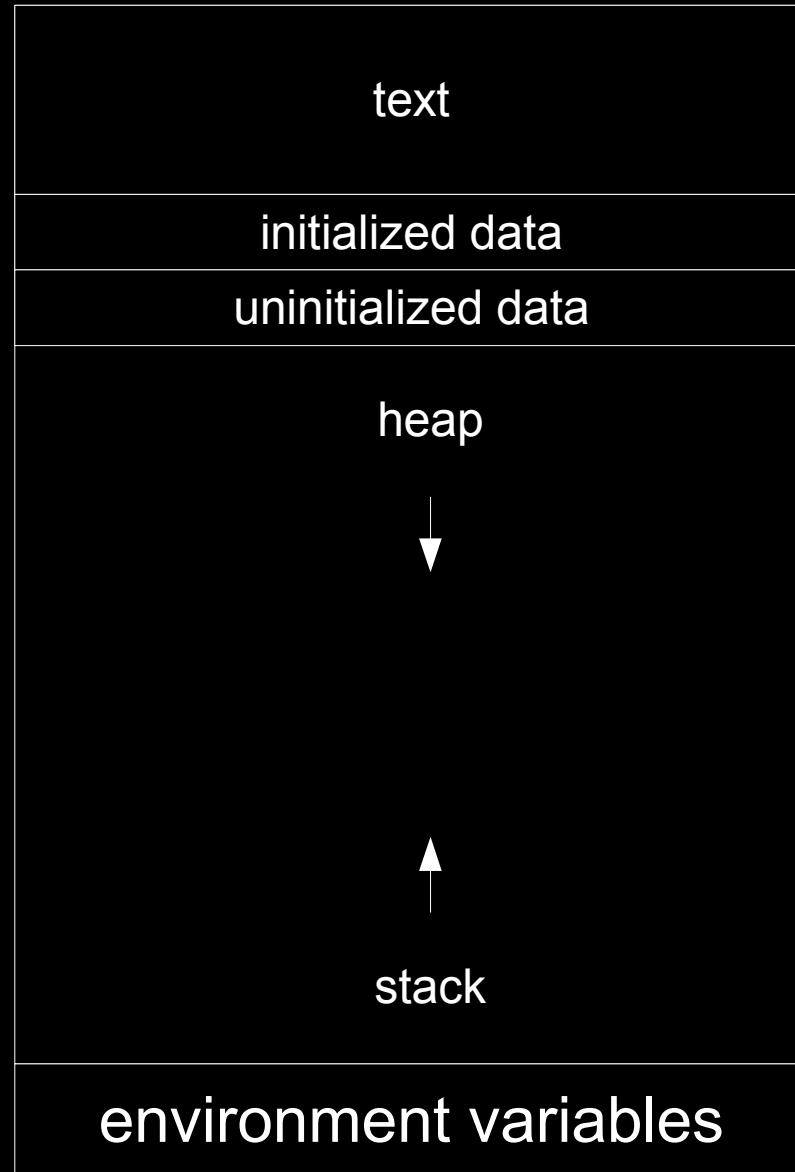 text
initialized data
uninitialized data
heap
stack
environment variables